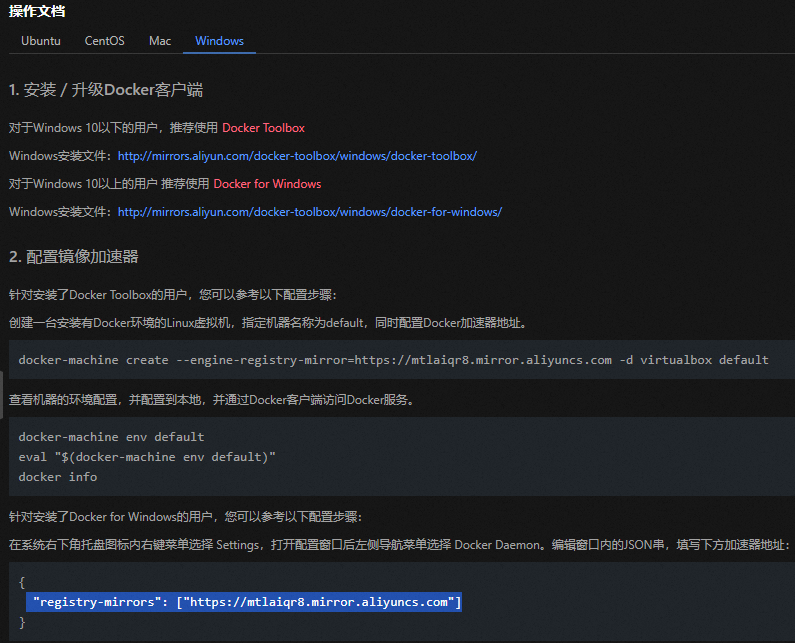 操作文档
Ubuntu CentOS Mac Windows
1. 安装 / 升级Docker客户端
对于Windows 10以下的用户，推荐使用 Docker Toolbox
Windows安装文件：http://mirrors.aliyun.com/docker-toolbox/windows/docker-toolbox/
对于Windows 10以上的用户 推荐使用 Docker for Windows
Windows安装文件：http://mirrors.aliyun.com/docker-toolbox/windows/docker-for-windows/
2. 配置镜像加速器
针对安装了Docker Toolbox的用户，您可以参考以下配置步骤：
创建一台安装有Docker环境的Linux虚拟机，指定机器名称为default，同时配置Docker加速器地址。
docker-machine create --engine-registry-mirror=https://mtlaiqr8.mirror.aliyuncs.com -d virtualbox default
查看机器的环境配置，并配置到本地，并通过Docker客户端访问Docker服务。
docker-machine env default
eval "$(docker-machine env default)"
docker info
针对安装了Docker for Windows的用户，您可以参考以下配置步骤：
在系统右下角托盘图标内右键菜单选择 Settings，打开配置窗口后左侧导航菜单选择 Docker Daemon。编辑窗口内的JSON串，填写下方加速器地址：
{
"registry-mirrors": ["https://mtlaiqr8.mirror.aliyuncs.com"]
}